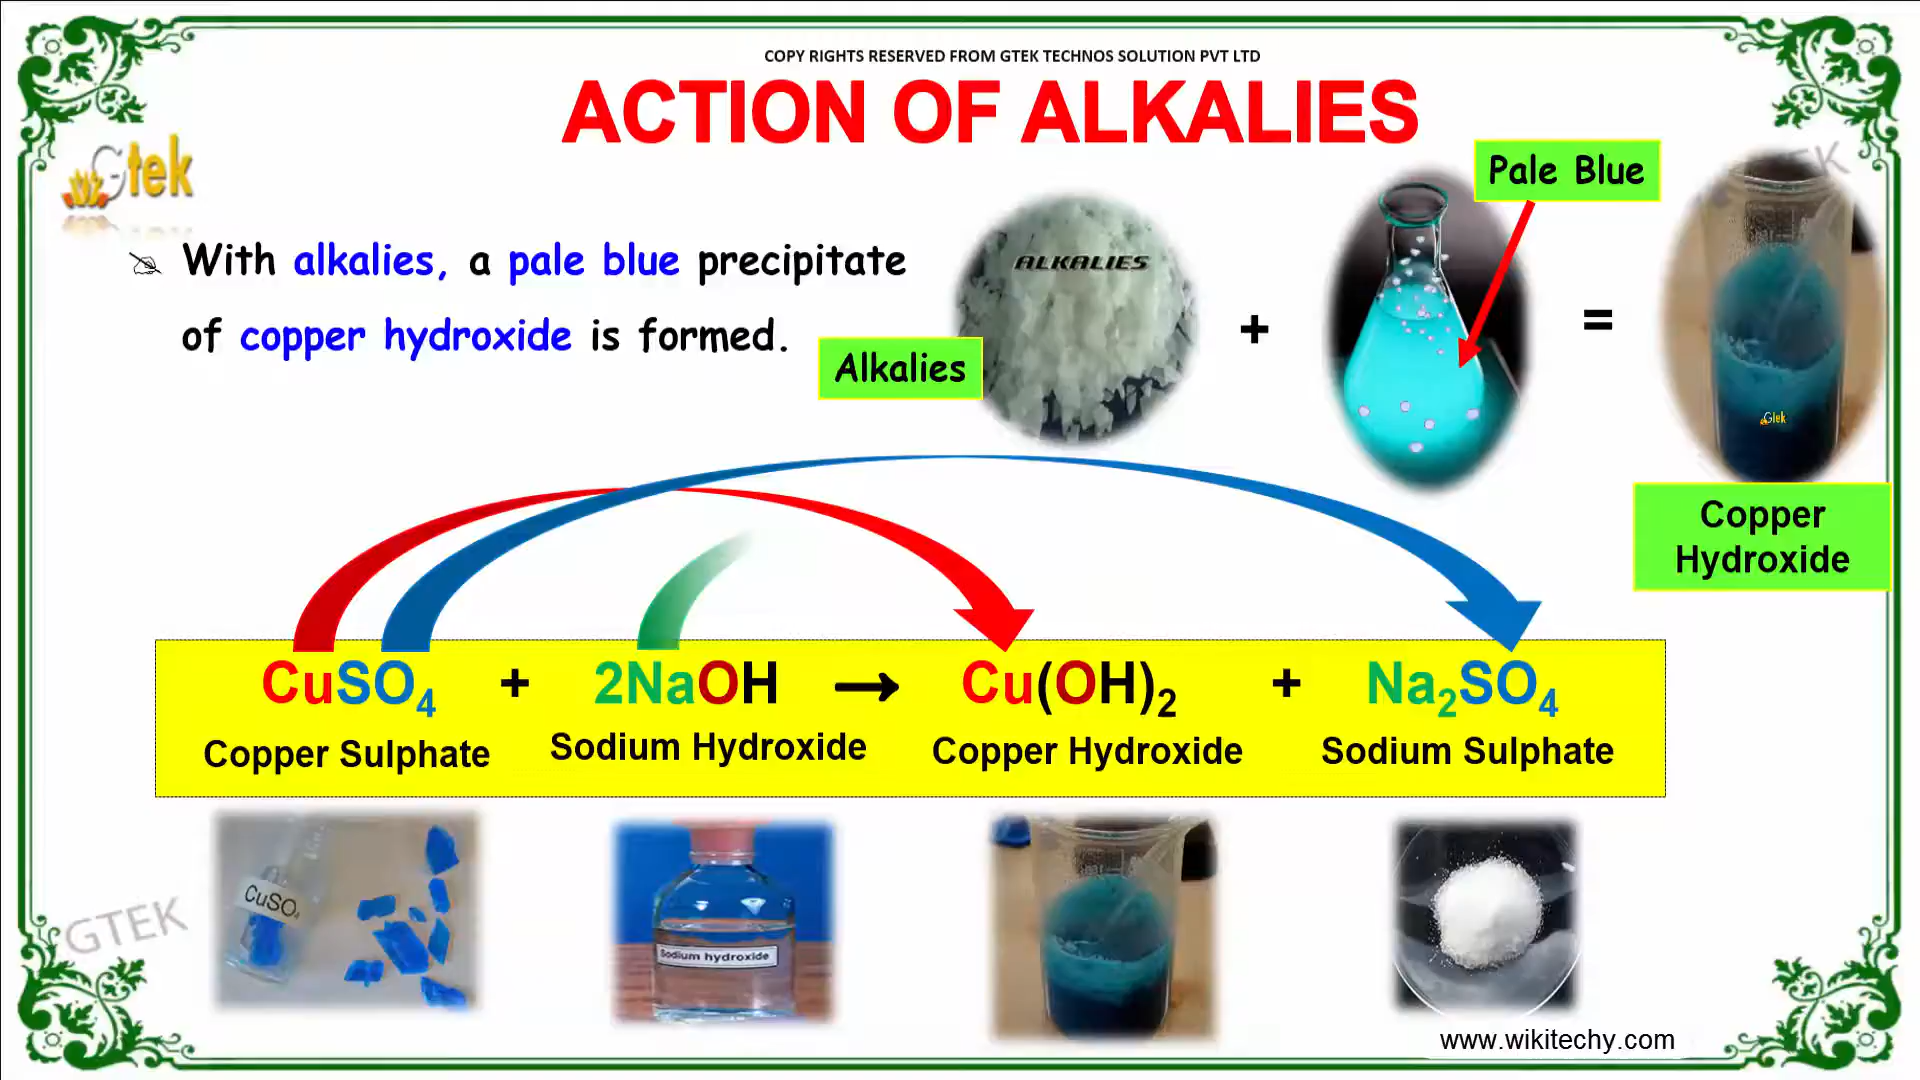 COPY RIGHTS RESERVED FROM GTEK TECHNOS SOLUTION PVT LTD
ACTION OF ALKALIES
Gtek
GTEK
Pale Blue
With alkalies, a pale blue precipitate
of copper hydroxide is formed.
ALKALIES
Alkalies
+
=
Gtek
Copper
Hydroxide
CuSO₄ + 2NaOH → Cu(OH)₂ + Na₂SO₄
Copper Sulphate Sodium Hydroxide Copper Hydroxide Sodium Sulphate
CuSO₄
Sodium hydroxide
GTEK
www.wikitechy.com